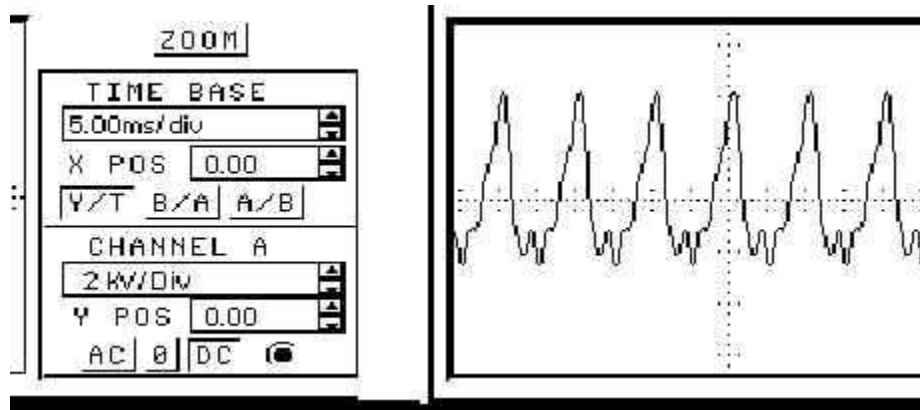 ZOOM
TIME BASE
5.00ms/div
X POS 0.00
Y/T B/A A/B
CHANNEL A
2 kV/Div
Y POS 0.00
AC 0 DC